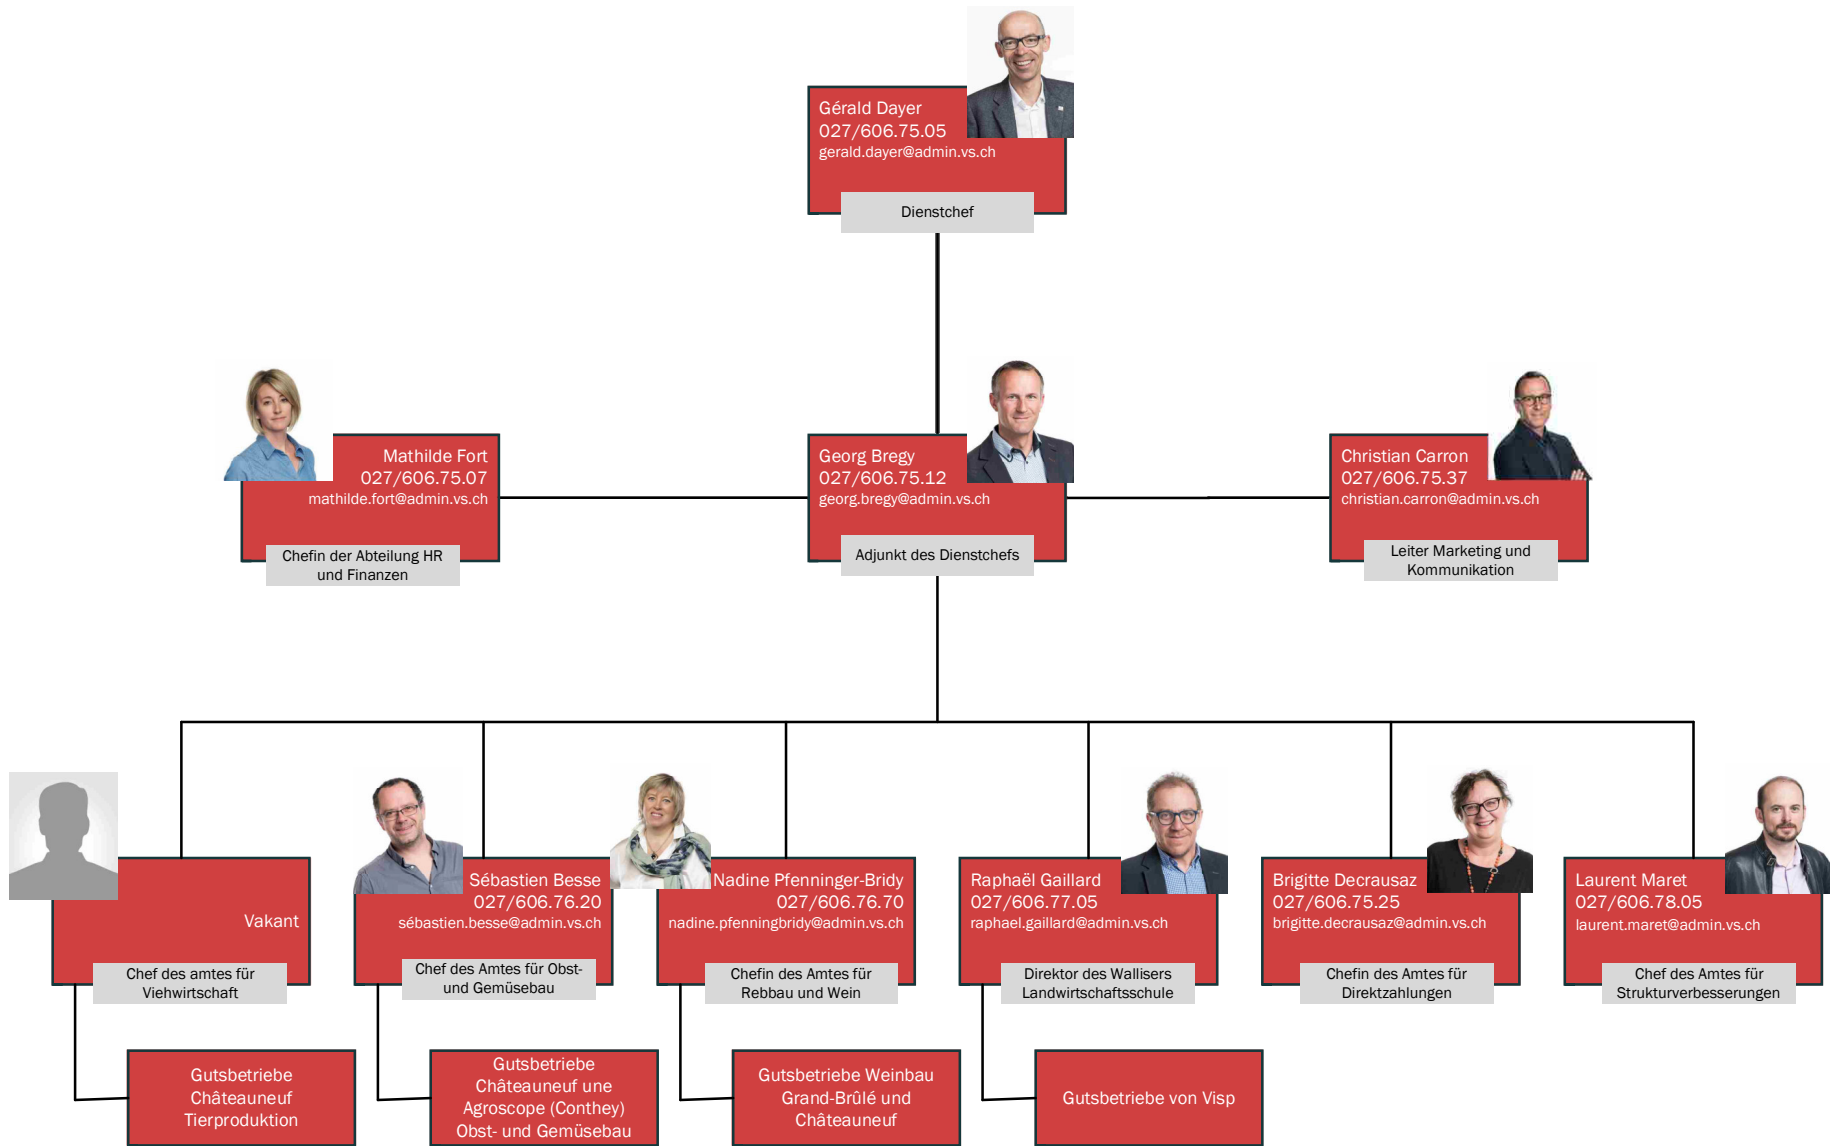 Gérald Dayer
027/606.75.05
gerald.dayer@admin.vs.ch
Dienstchef
Mathilde Fort
027/606.75.07
mathilde.fort@admin.vs.ch
Chefin der Abteilung HR
und Finanzen
Georg Bregy
027/606.75.12
georg.bregy@admin.vs.ch
Adjunkt des Dienstchefs
Christian Carron
027/606.75.37
christian.carron@admin.vs.ch
Leiter Marketing und
Kommunikation
Vakant
Chef des amtes für
Viehwirtschaft
Sébastien Besse
027/606.76.20
sébastien.besse@admin.vs.ch
Chef des Amtes für Obst-
und Gemüsebau
Nadine Pfenninger-Bridy
027/606.76.70
nadine.pfenningbridy@admin.vs.ch
Chefin des Amtes für
Rebbau und Wein
Raphaël Gaillard
027/606.77.05
raphael.gaillard@admin.vs.ch
Direktor des Wallisers
Landwirtschaftsschule
Brigitte Decrausaz
027/606.75.25
brigitte.decrausaz@admin.vs.ch
Chefin des Amtes für
Direktzahlungen
Laurent Maret
027/606.78.05
laurent.maret@admin.vs.ch
Chef des Amtes für
Strukturverbesserungen
Gutsbetriebe
Châteauneuf
Tierproduktion
Gutsbetriebe
Châteauneuf une
Agroscope (Conthey)
Obst- und Gemüsebau
Gutsbetriebe Weinbau
Grand-Brûlé und
Châteauneuf
Gutsbetriebe von Visp